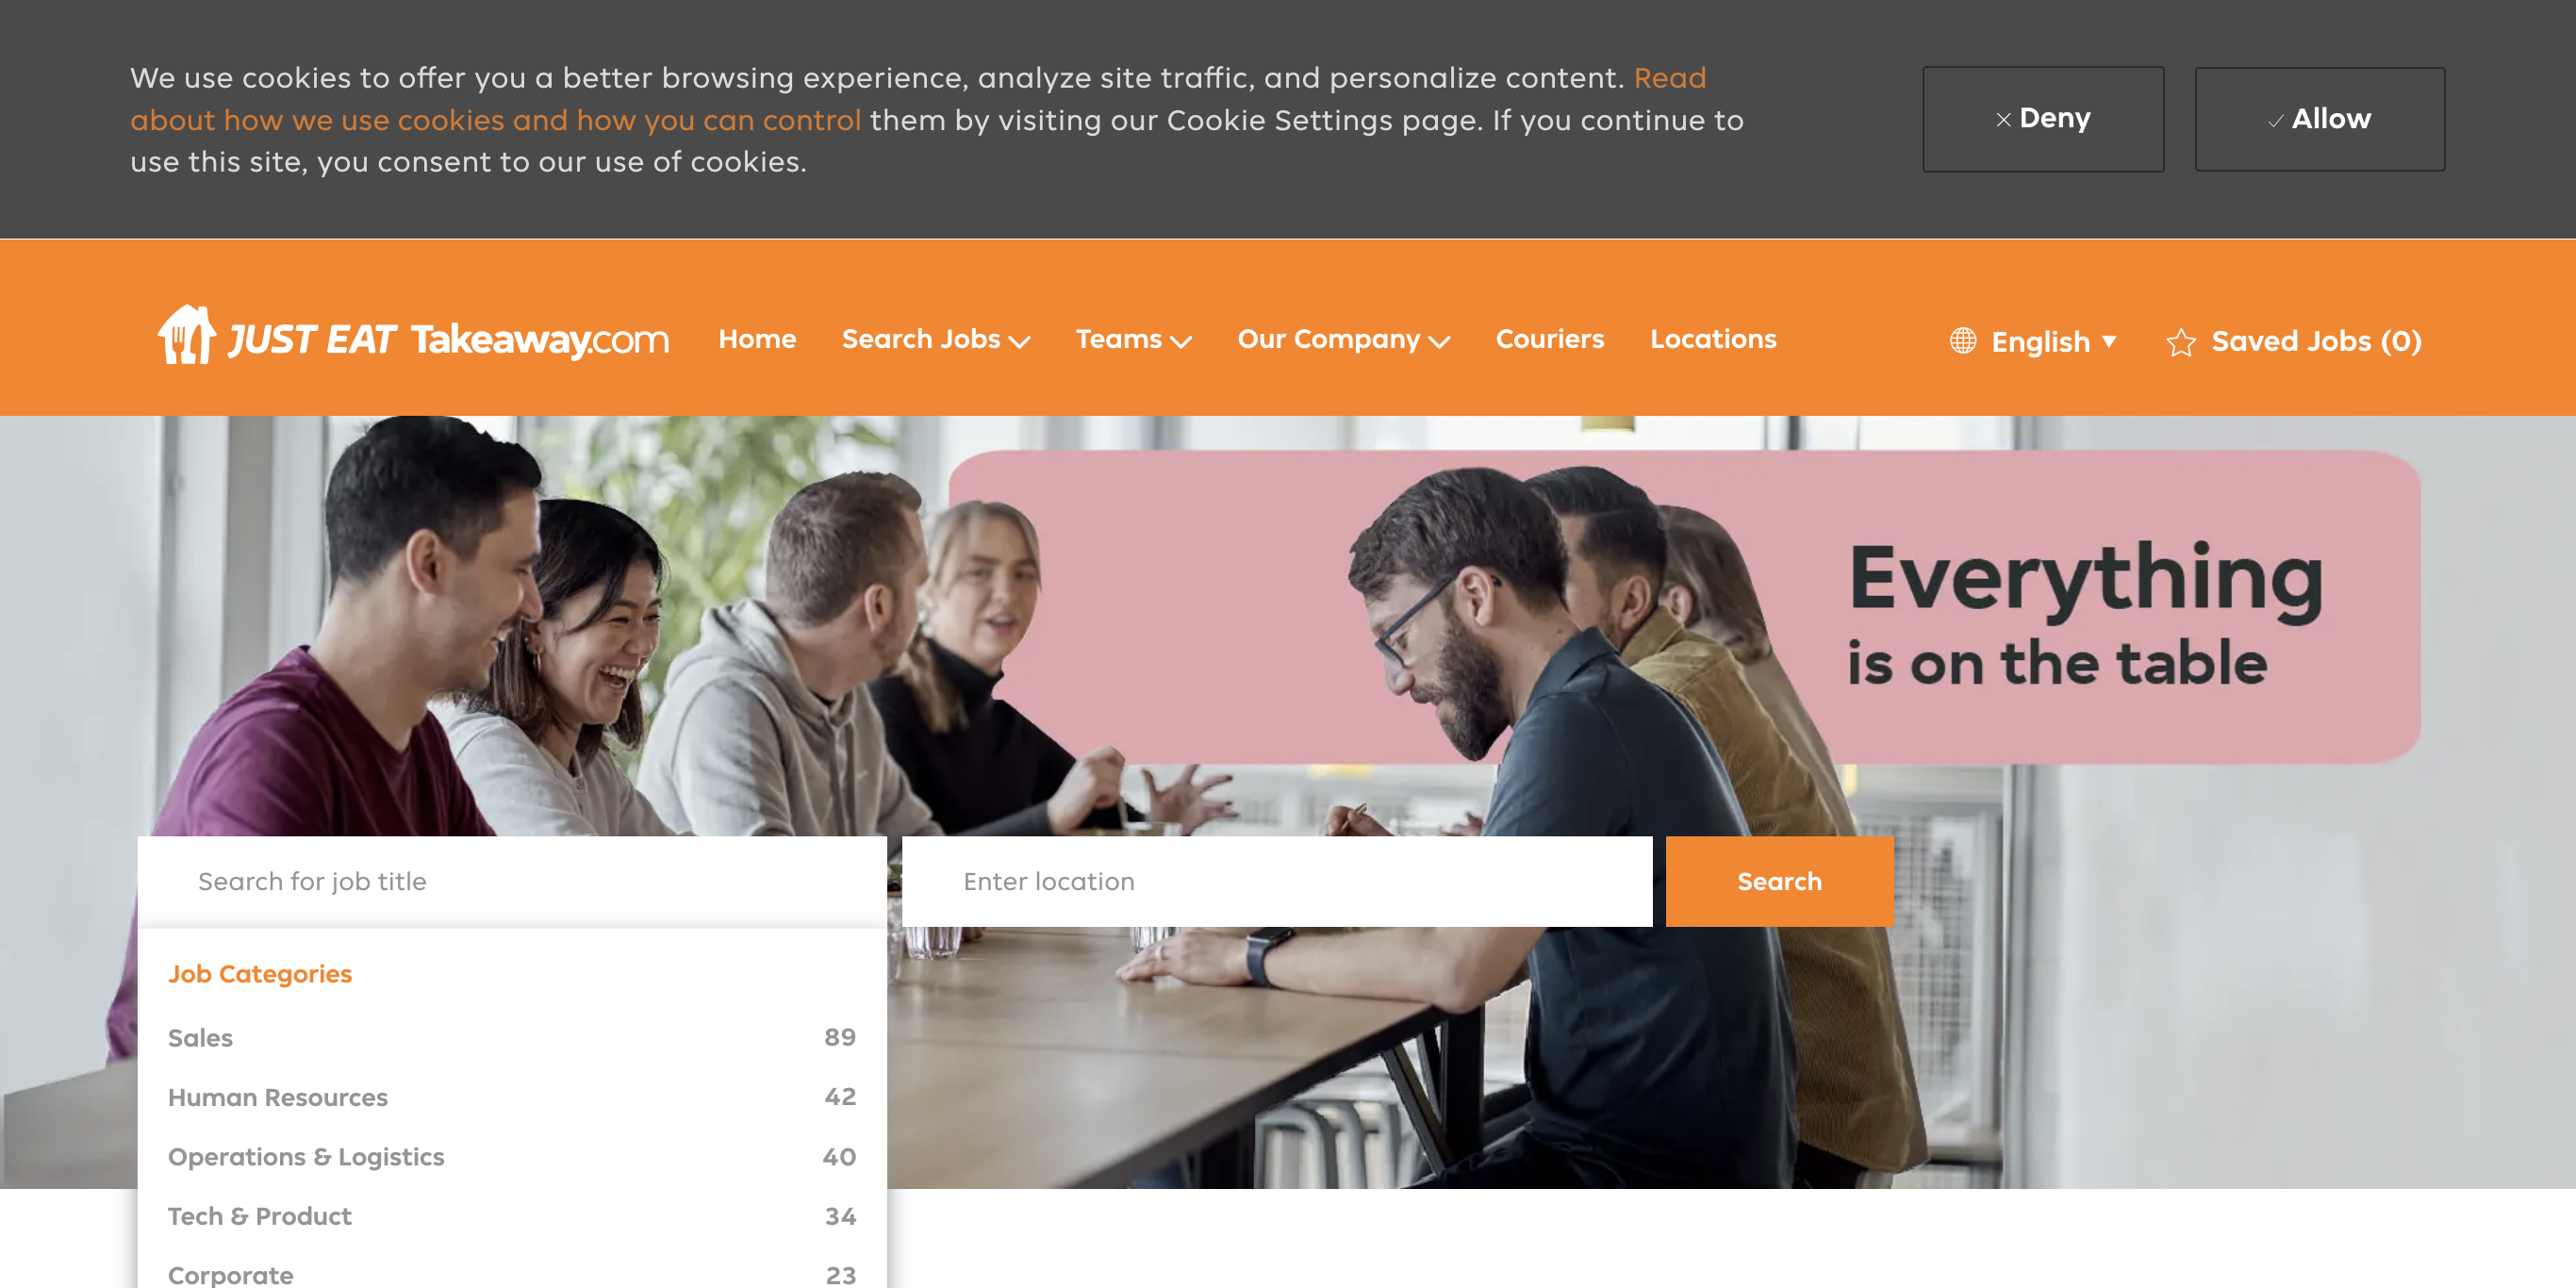 We use cookies to offer you a better browsing experience, analyze site traffic, and personalize content. Read
about how we use cookies and how you can control them by visiting our Cookie Settings page. If you continue to
use this site, you consent to our use of cookies.
Deny
Allow
JUST EAT Takeaway.com
Home
Search Jobs
Teams
Our Company
Couriers
Locations
English
Saved Jobs (0)
Everything
is on the table
Search for job title
Enter location
Search
Job Categories
Sales 89
Human Resources 42
Operations & Logistics 40
Tech & Product 34
Corporate 23